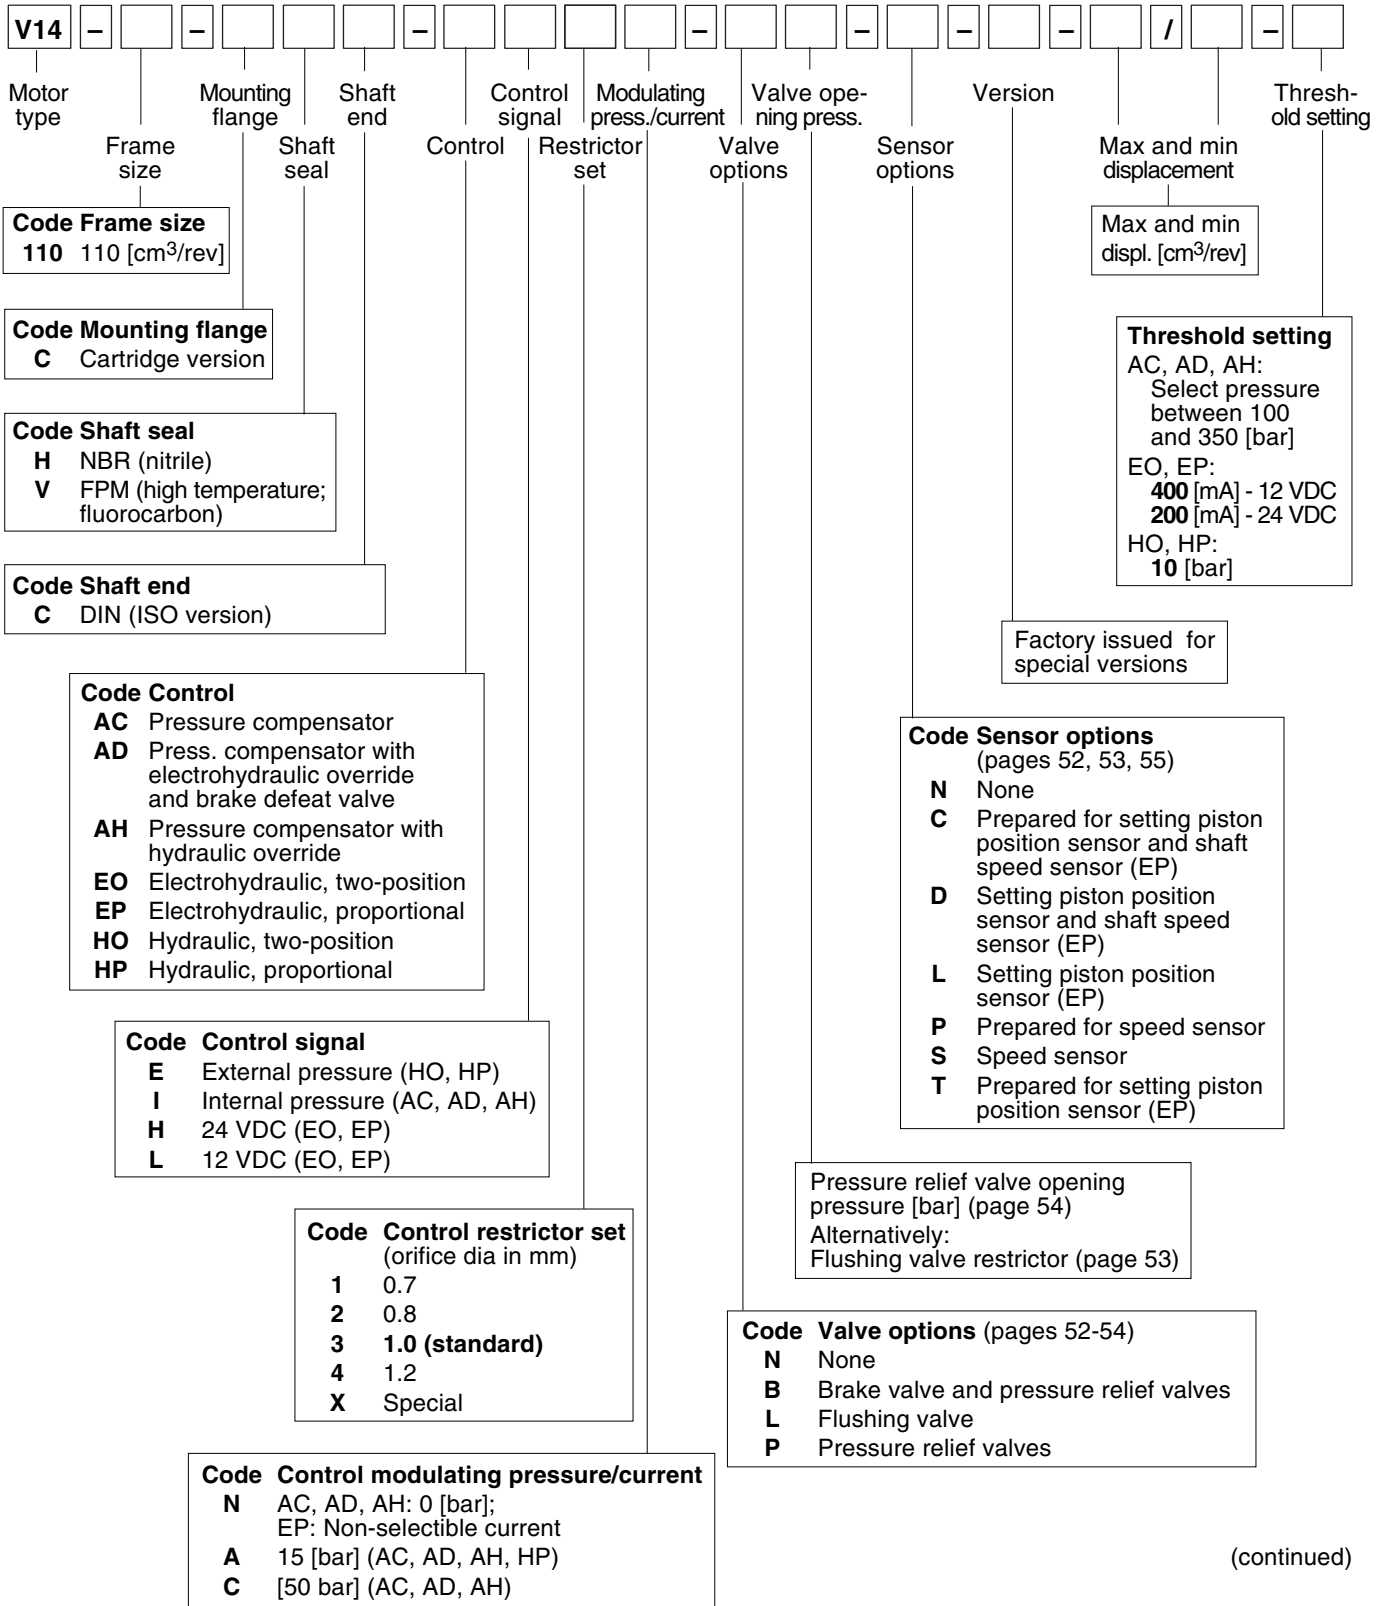 V14 – – – – – – – / –
Motor type
Mounting flange
Shaft end
Control signal
Modulating press./current
Valve ope-
ning press.
Version
Thresh-
old setting
Frame size
Shaft seal
Control
Restrictor set
Valve options
Sensor options
Max and min displacement
Code Frame size
110 110 [cm³/rev]
Max and min
displ. [cm³/rev]
Code Mounting flange
C Cartridge version
Code Shaft seal
H NBR (nitrile)
V FPM (high temperature;
fluorocarbon)
Code Shaft end
C DIN (ISO version)
Threshold setting
AC, AD, AH:
Select pressure
between 100
and 350 [bar]
EO, EP:
400 [mA] - 12 VDC
200 [mA] - 24 VDC
HO, HP:
10 [bar]
Factory issued for
special versions
Code Control
AC Pressure compensator
AD Press. compensator with
electrohydraulic override
and brake defeat valve
AH Pressure compensator with
hydraulic override
EO Electrohydraulic, two-position
EP Electrohydraulic, proportional
HO Hydraulic, two-position
HP Hydraulic, proportional
Code Sensor options
(pages 52, 53, 55)
N None
C Prepared for setting piston
position sensor and shaft
speed sensor (EP)
D Setting piston position
sensor and shaft speed
sensor (EP)
L Setting piston position
sensor (EP)
P Prepared for speed sensor
S Speed sensor
T Prepared for setting piston
position sensor (EP)
Code Control signal
E External pressure (HO, HP)
I Internal pressure (AC, AD, AH)
H 24 VDC (EO, EP)
L 12 VDC (EO, EP)
Pressure relief valve opening
pressure [bar] (page 54)
Alternatively:
Flushing valve restrictor (page 53)
Code Control restrictor set
(orifice dia in mm)
1 0.7
2 0.8
3 1.0 (standard)
4 1.2
X Special
Code Valve options (pages 52-54)
N None
B Brake valve and pressure relief valves
L Flushing valve
P Pressure relief valves
Code Control modulating pressure/current
N AC, AD, AH: 0 [bar];
EP: Non-selectible current
A 15 [bar] (AC, AD, AH, HP)
C [50 bar] (AC, AD, AH)
(continued)